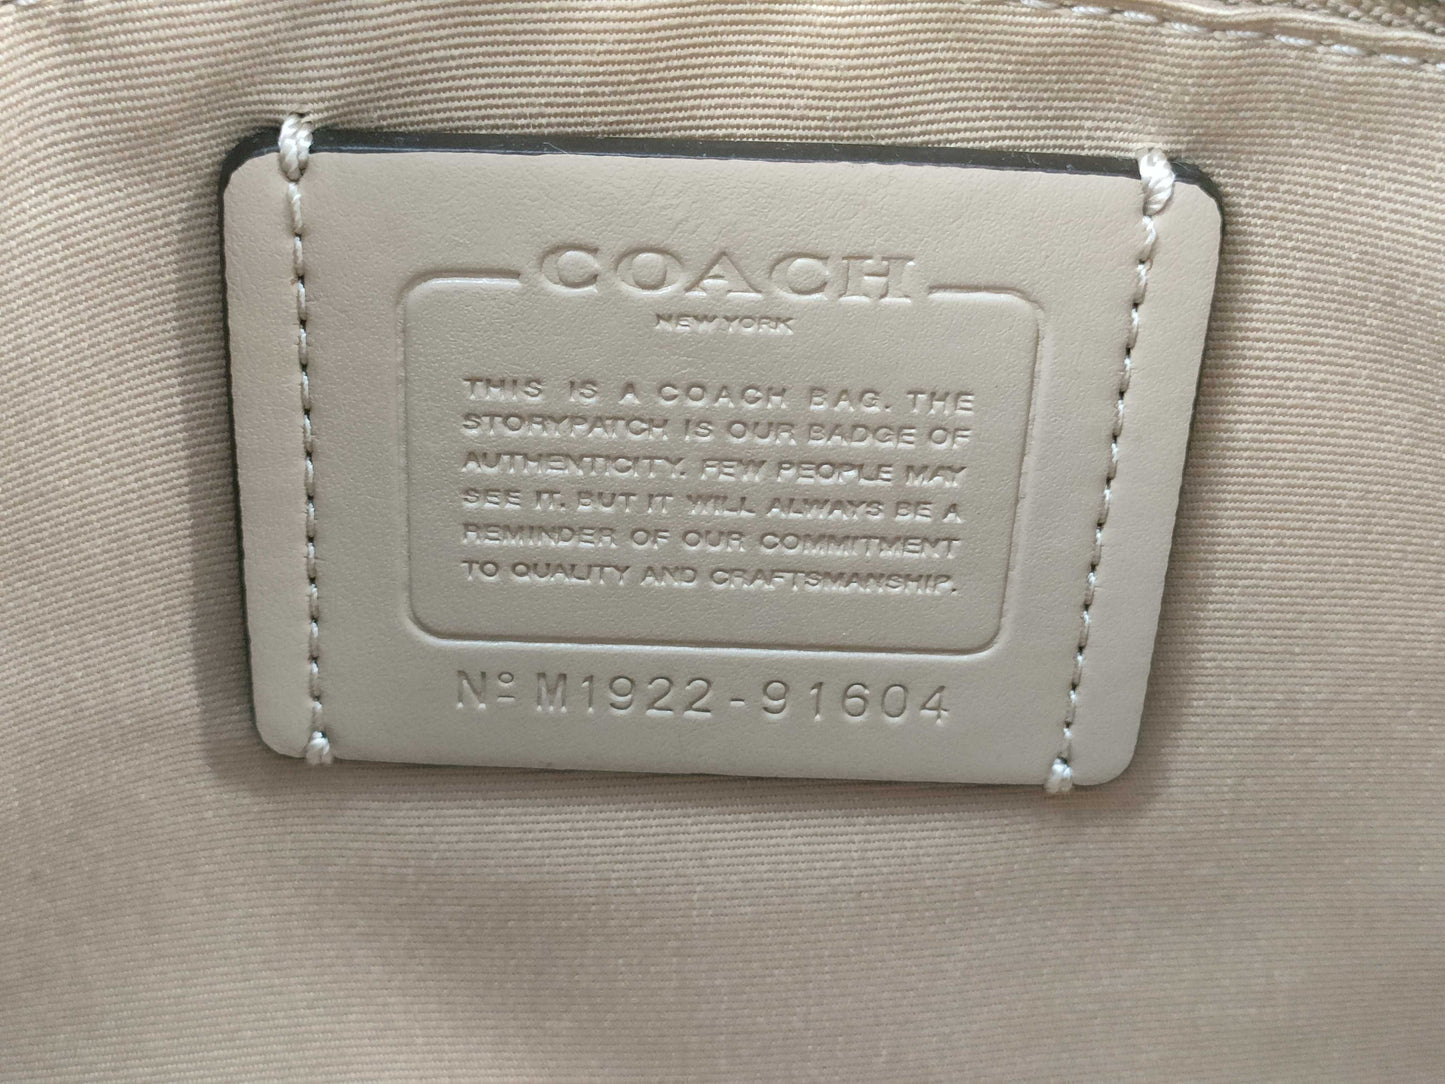 COACH
NEW YORK
THIS IS A COACH BAG. THE
STORYPATCH IS OUR BADGE OF
AUTHENTICITY. FEW PEOPLE MAY
SEE IT. BUT IT WILL ALWAYS BE A
REMINDER OF OUR COMMITMENT
TO QUALITY AND CRAFTSMANSHIP.
Nº M1922-91604